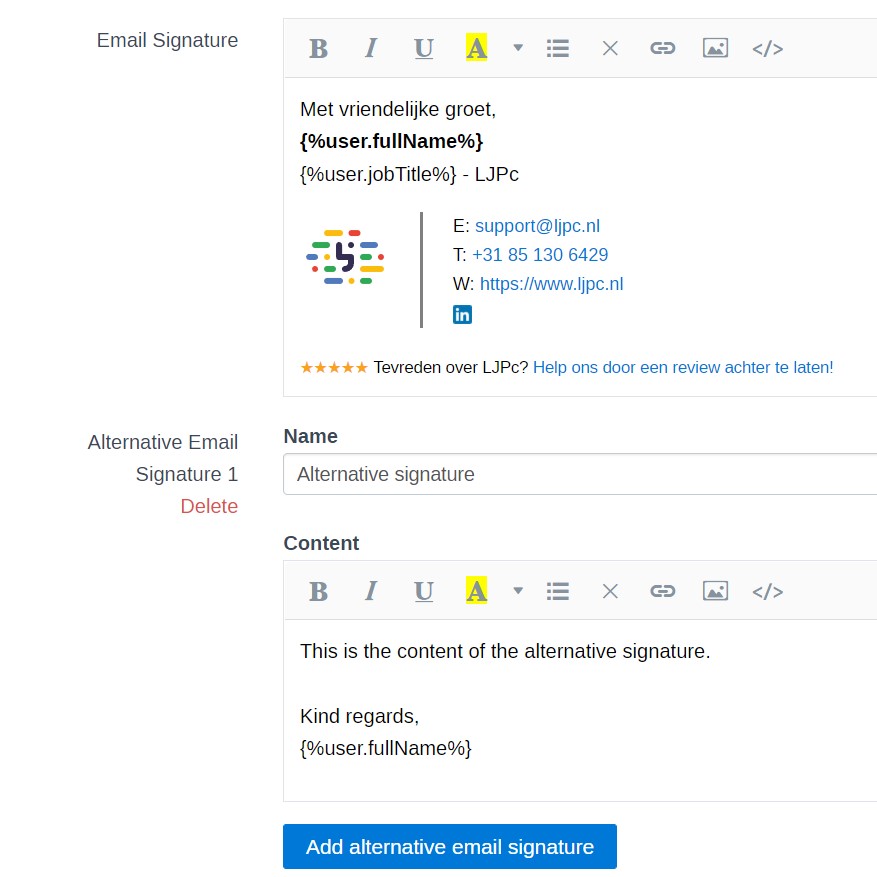 Email Signature
B I U A </>
Met vriendelijke groet,
{%user.fullName%}
{%user.jobTitle%} - LJPc
E: support@ljpc.nl
T: +31 85 130 6429
W: https://www.ljpc.nl
in
★★★★★ Tevreden over LJPc? Help ons door een review achter te laten!
Alternative Email
Signature 1
Delete
Name
Alternative signature
Content
B I U A </>
This is the content of the alternative signature.
Kind regards,
{%user.fullName%}
Add alternative email signature